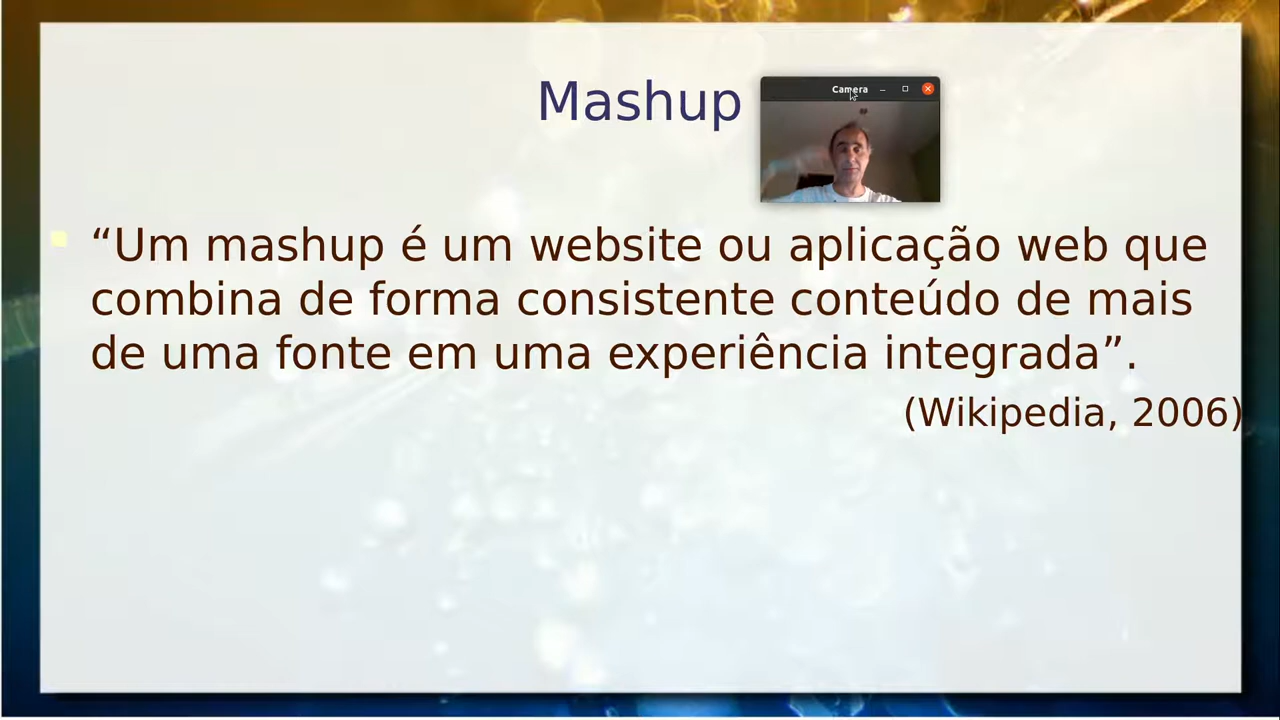 Mashup
Camera
“Um mashup é um website ou aplicação web que
combina de forma consistente conteúdo de mais
de uma fonte em uma experiência integrada”.
(Wikipedia, 2006)